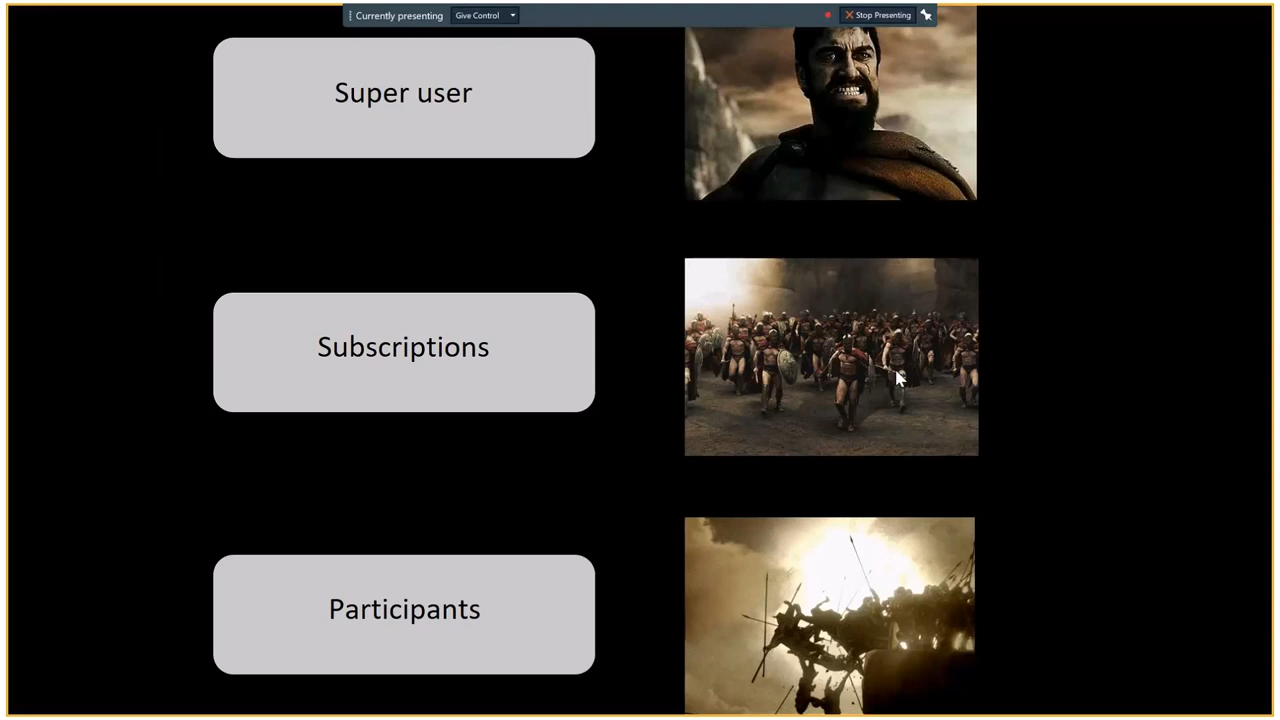 Currently presenting
Give Control
Stop Presenting
Super user
Subscriptions
Participants